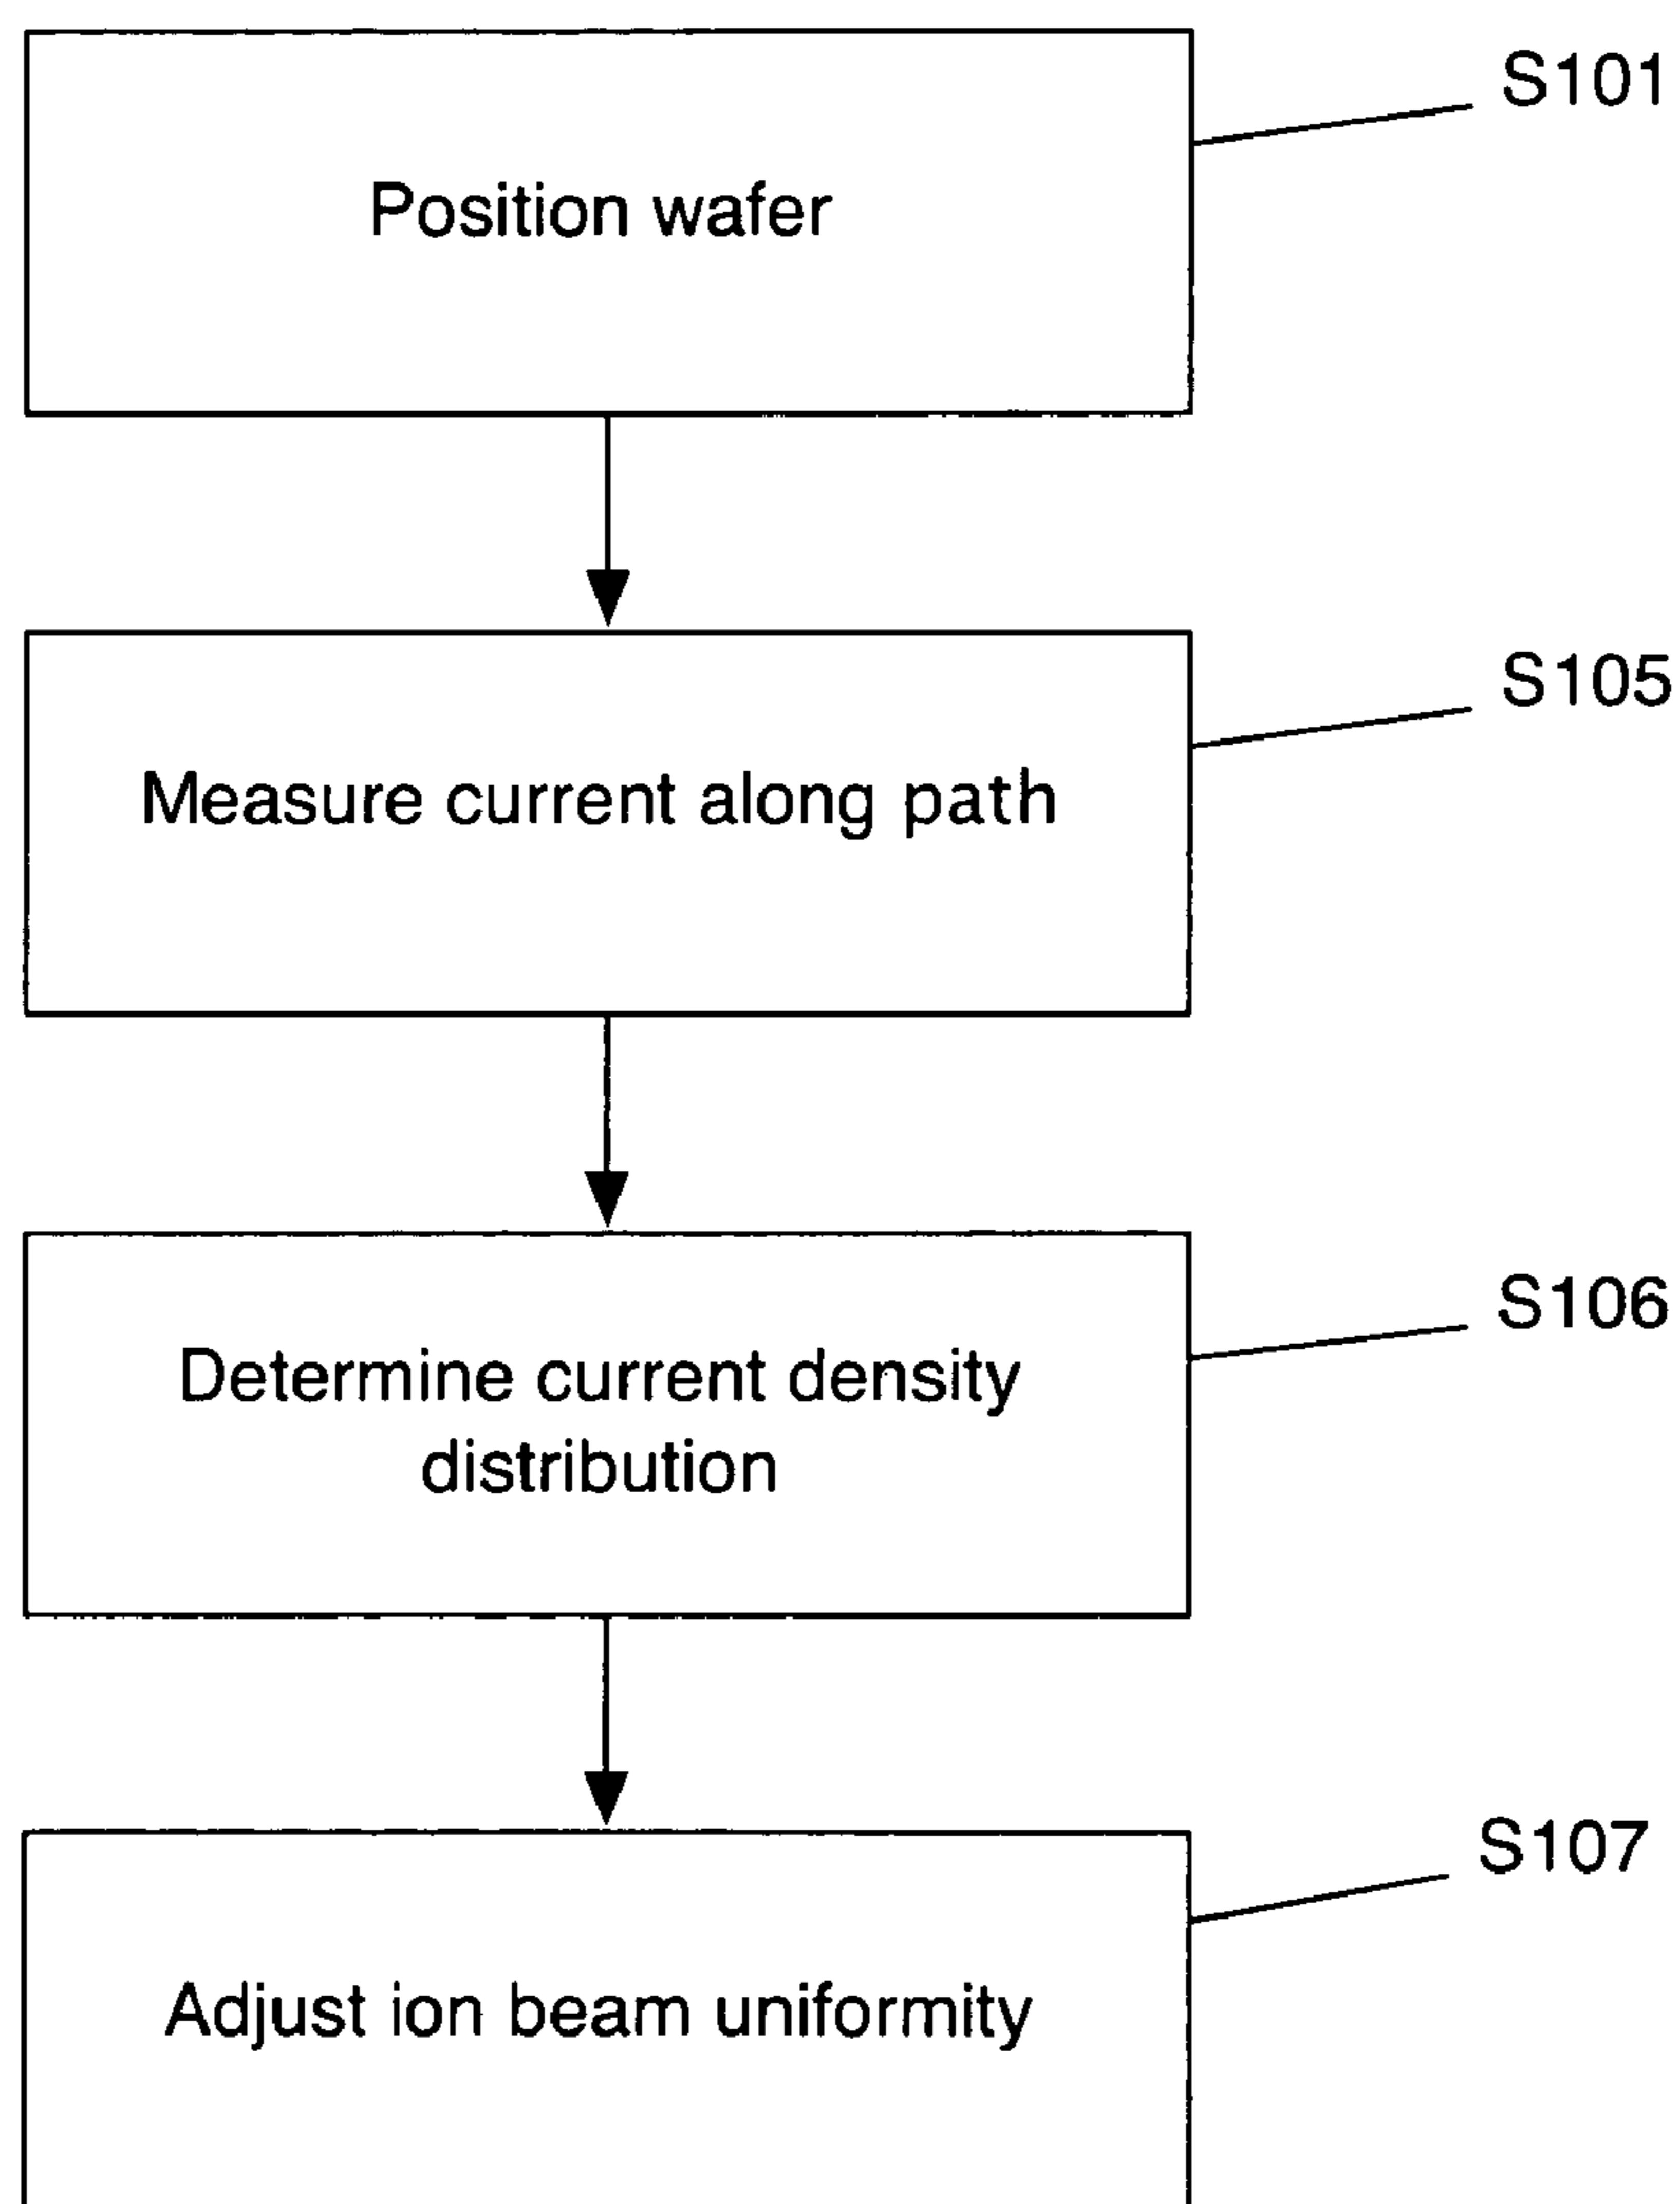 S101
Position wafer
S105
Measure current along path
S106
Determine current density
distribution
S107
Adjust ion beam uniformity